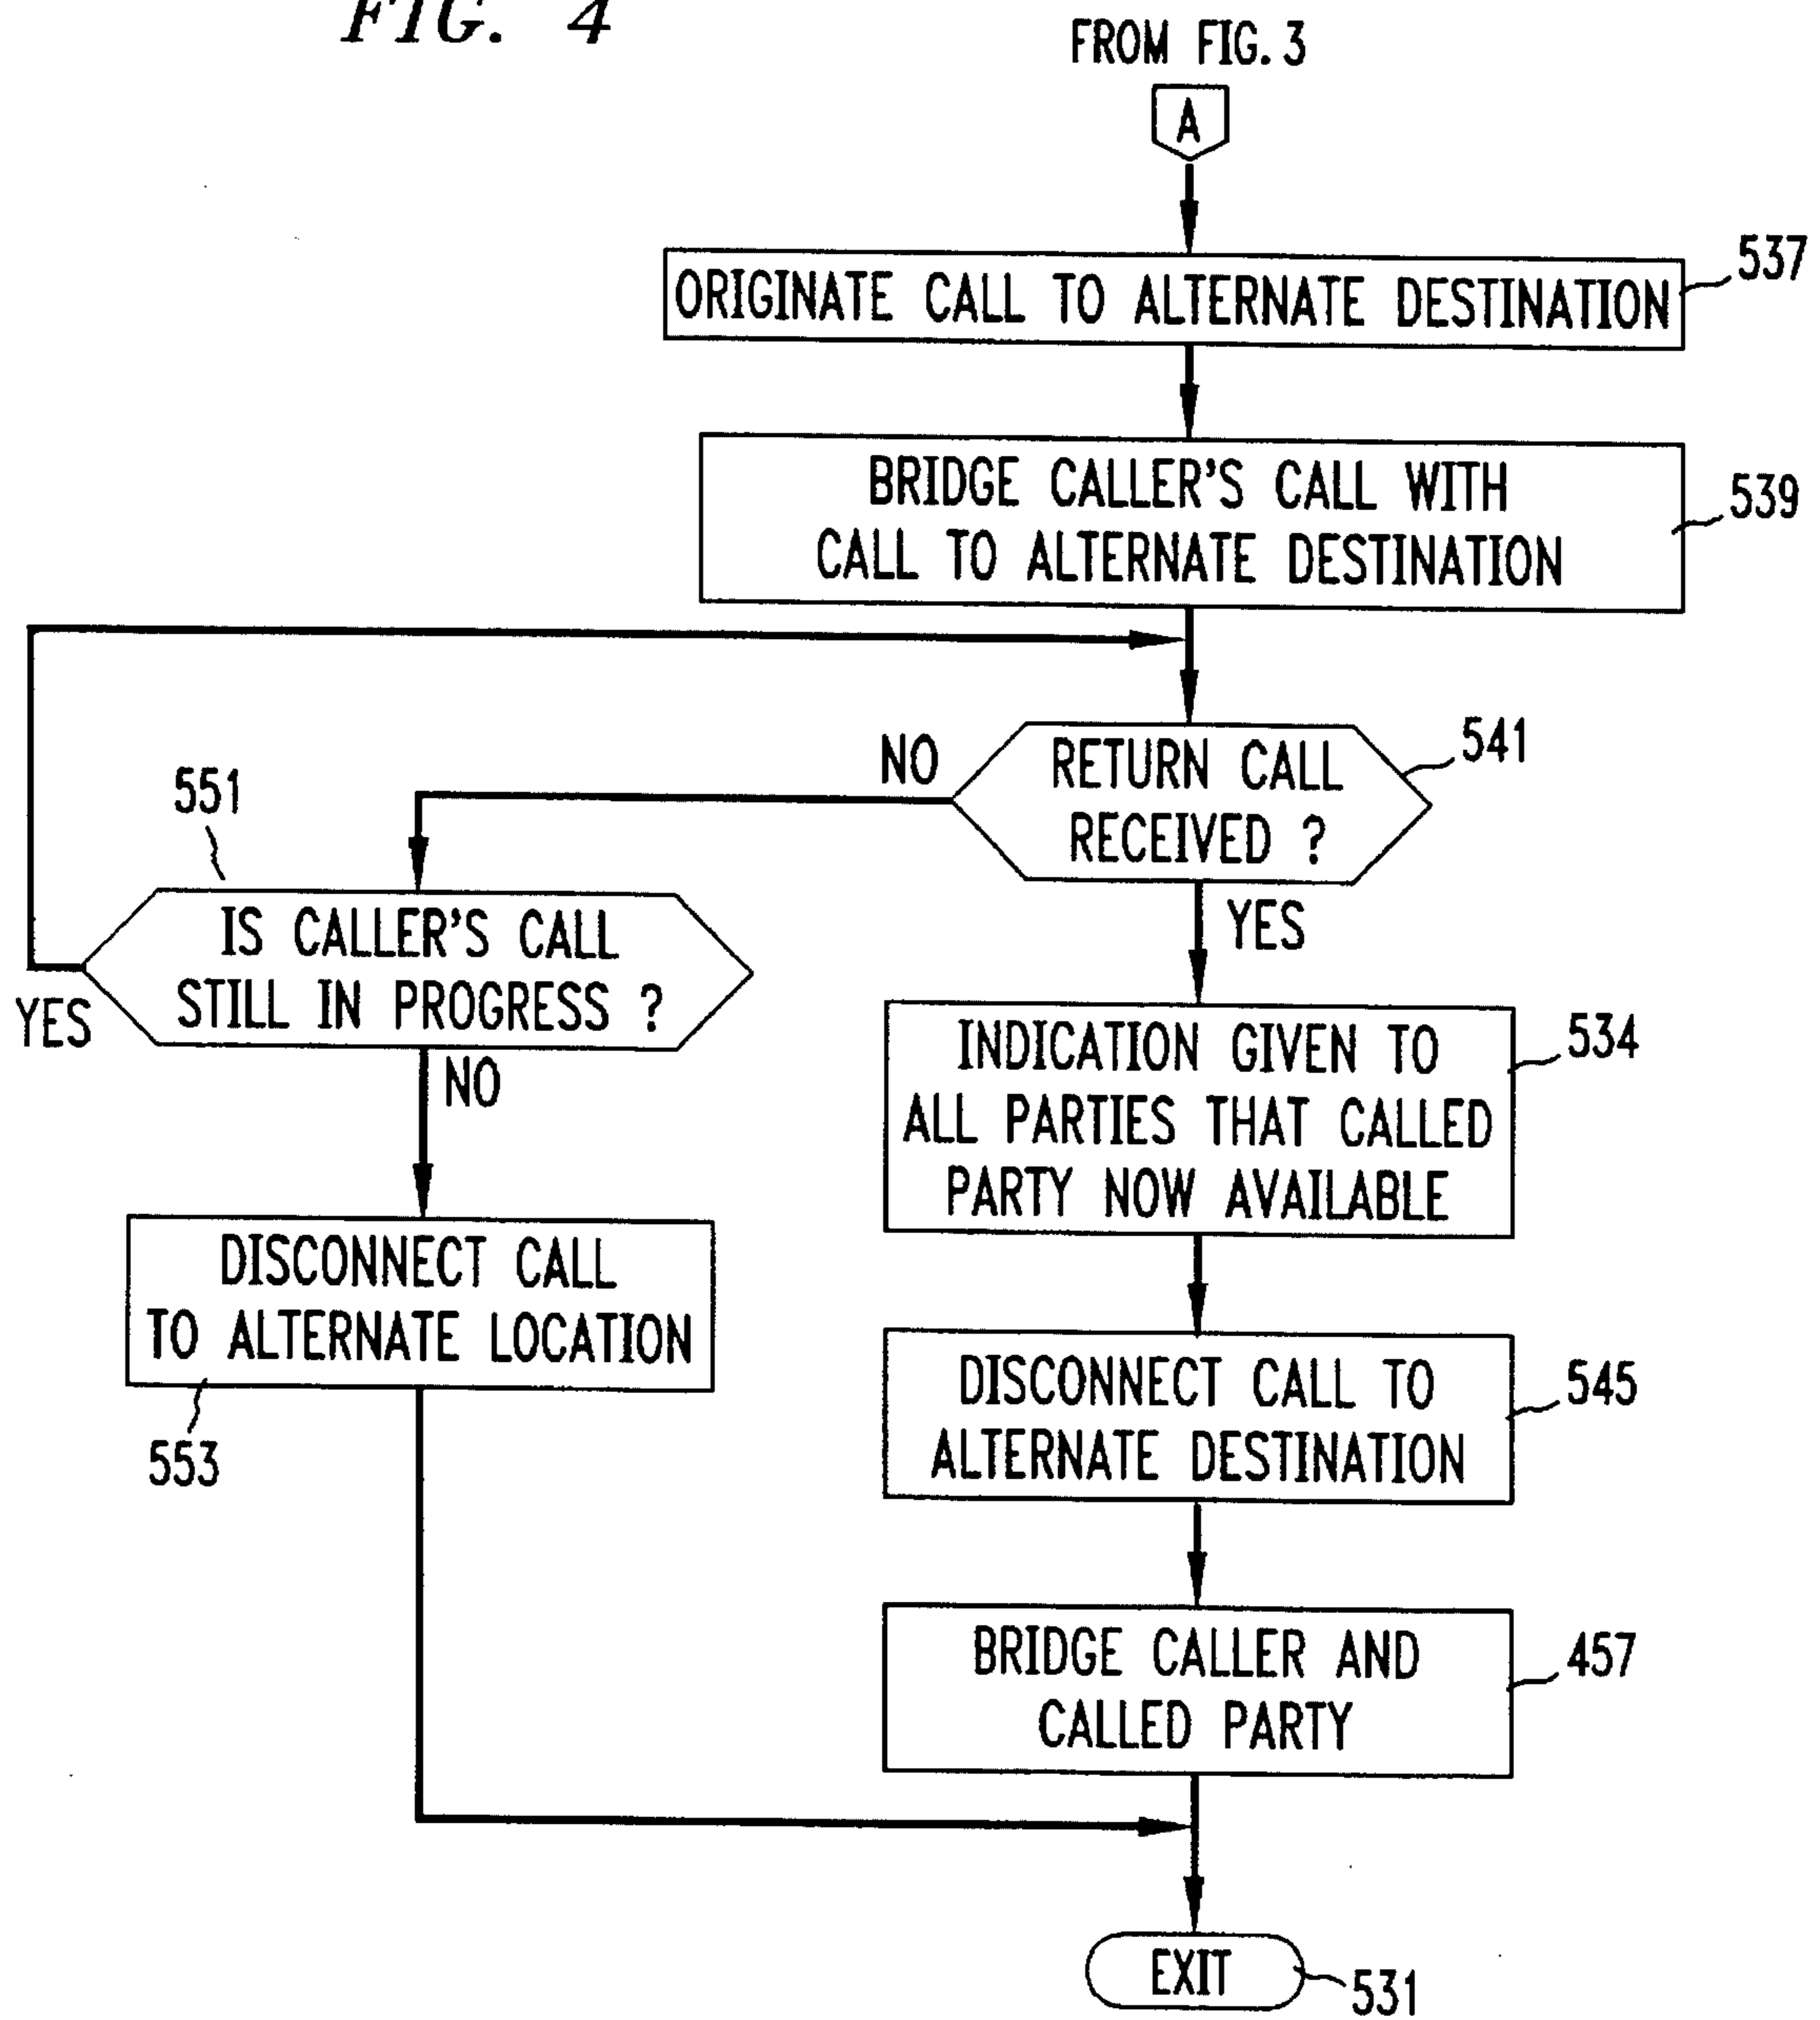 FIG. 4
FROM FIG. 3
A
ORIGINATE CALL TO ALTERNATE DESTINATION
537
BRIDGE CALLER'S CALL WITH
CALL TO ALTERNATE DESTINATION
539
RETURN CALL
RECEIVED ?
541
NO
YES
551
IS CALLER'S CALL
STILL IN PROGRESS ?
YES
NO
INDICATION GIVEN TO
ALL PARTIES THAT CALLED
PARTY NOW AVAILABLE
534
DISCONNECT CALL
TO ALTERNATE LOCATION
553
DISCONNECT CALL TO
ALTERNATE DESTINATION
545
BRIDGE CALLER AND
CALLED PARTY
457
EXIT
531